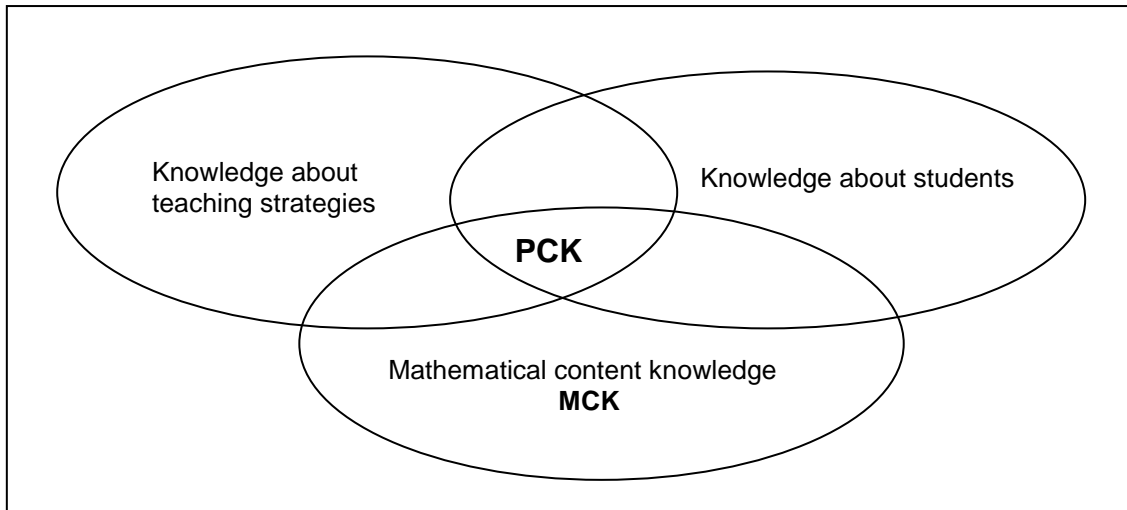 Knowledge about
teaching strategies
Knowledge about students
PCK
Mathematical content knowledge
MCK